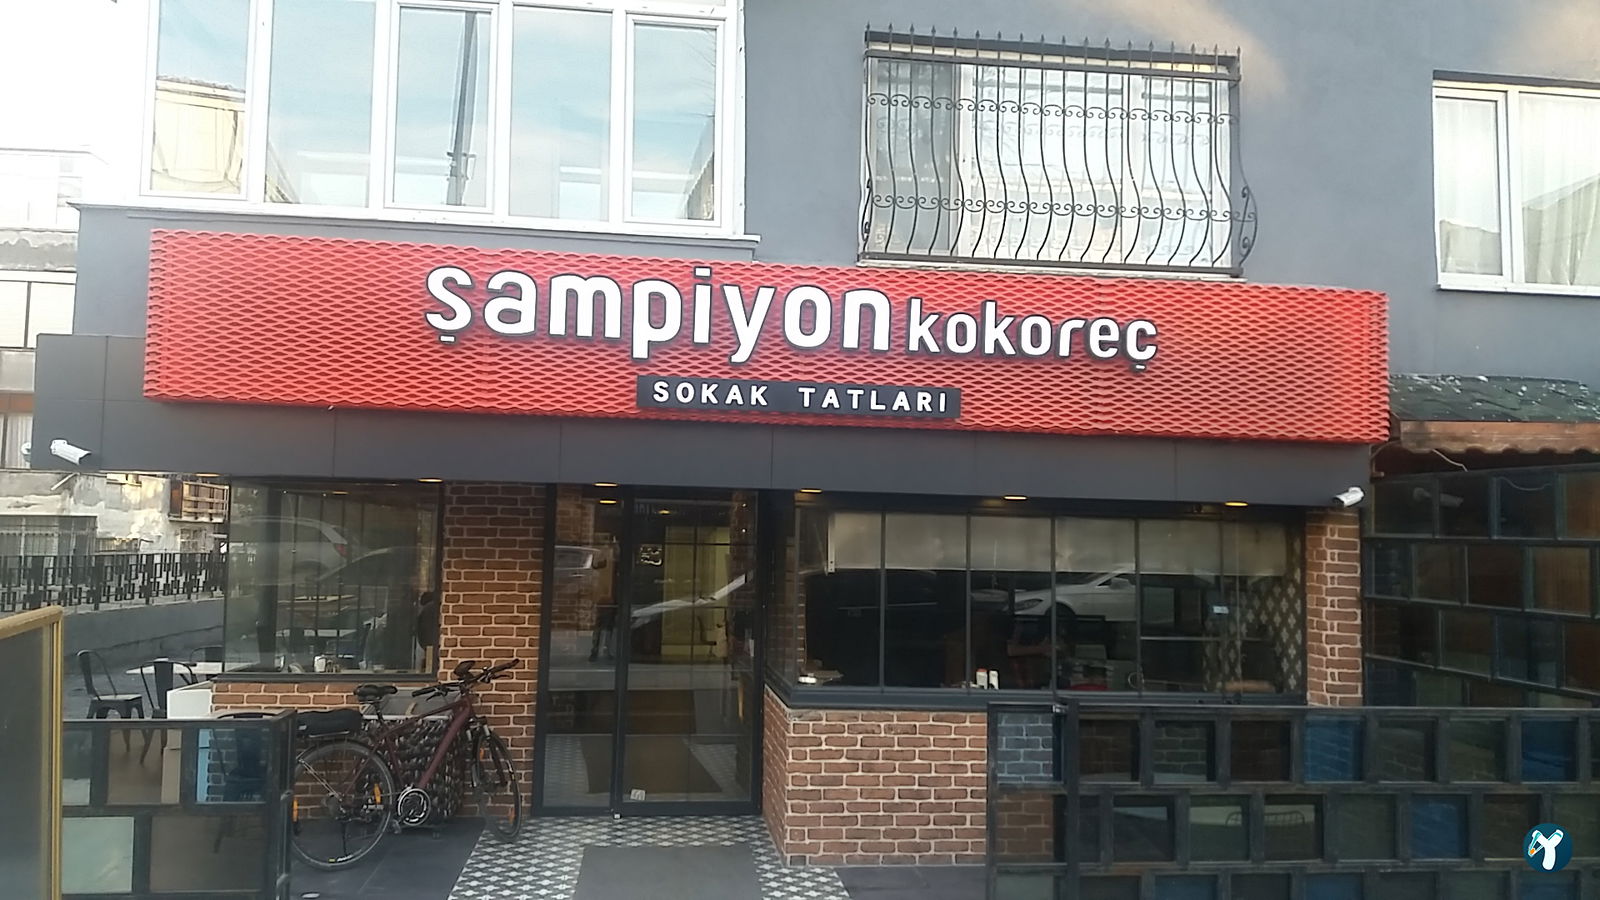 şampiyon kokoreç
SOKAK TATLARI